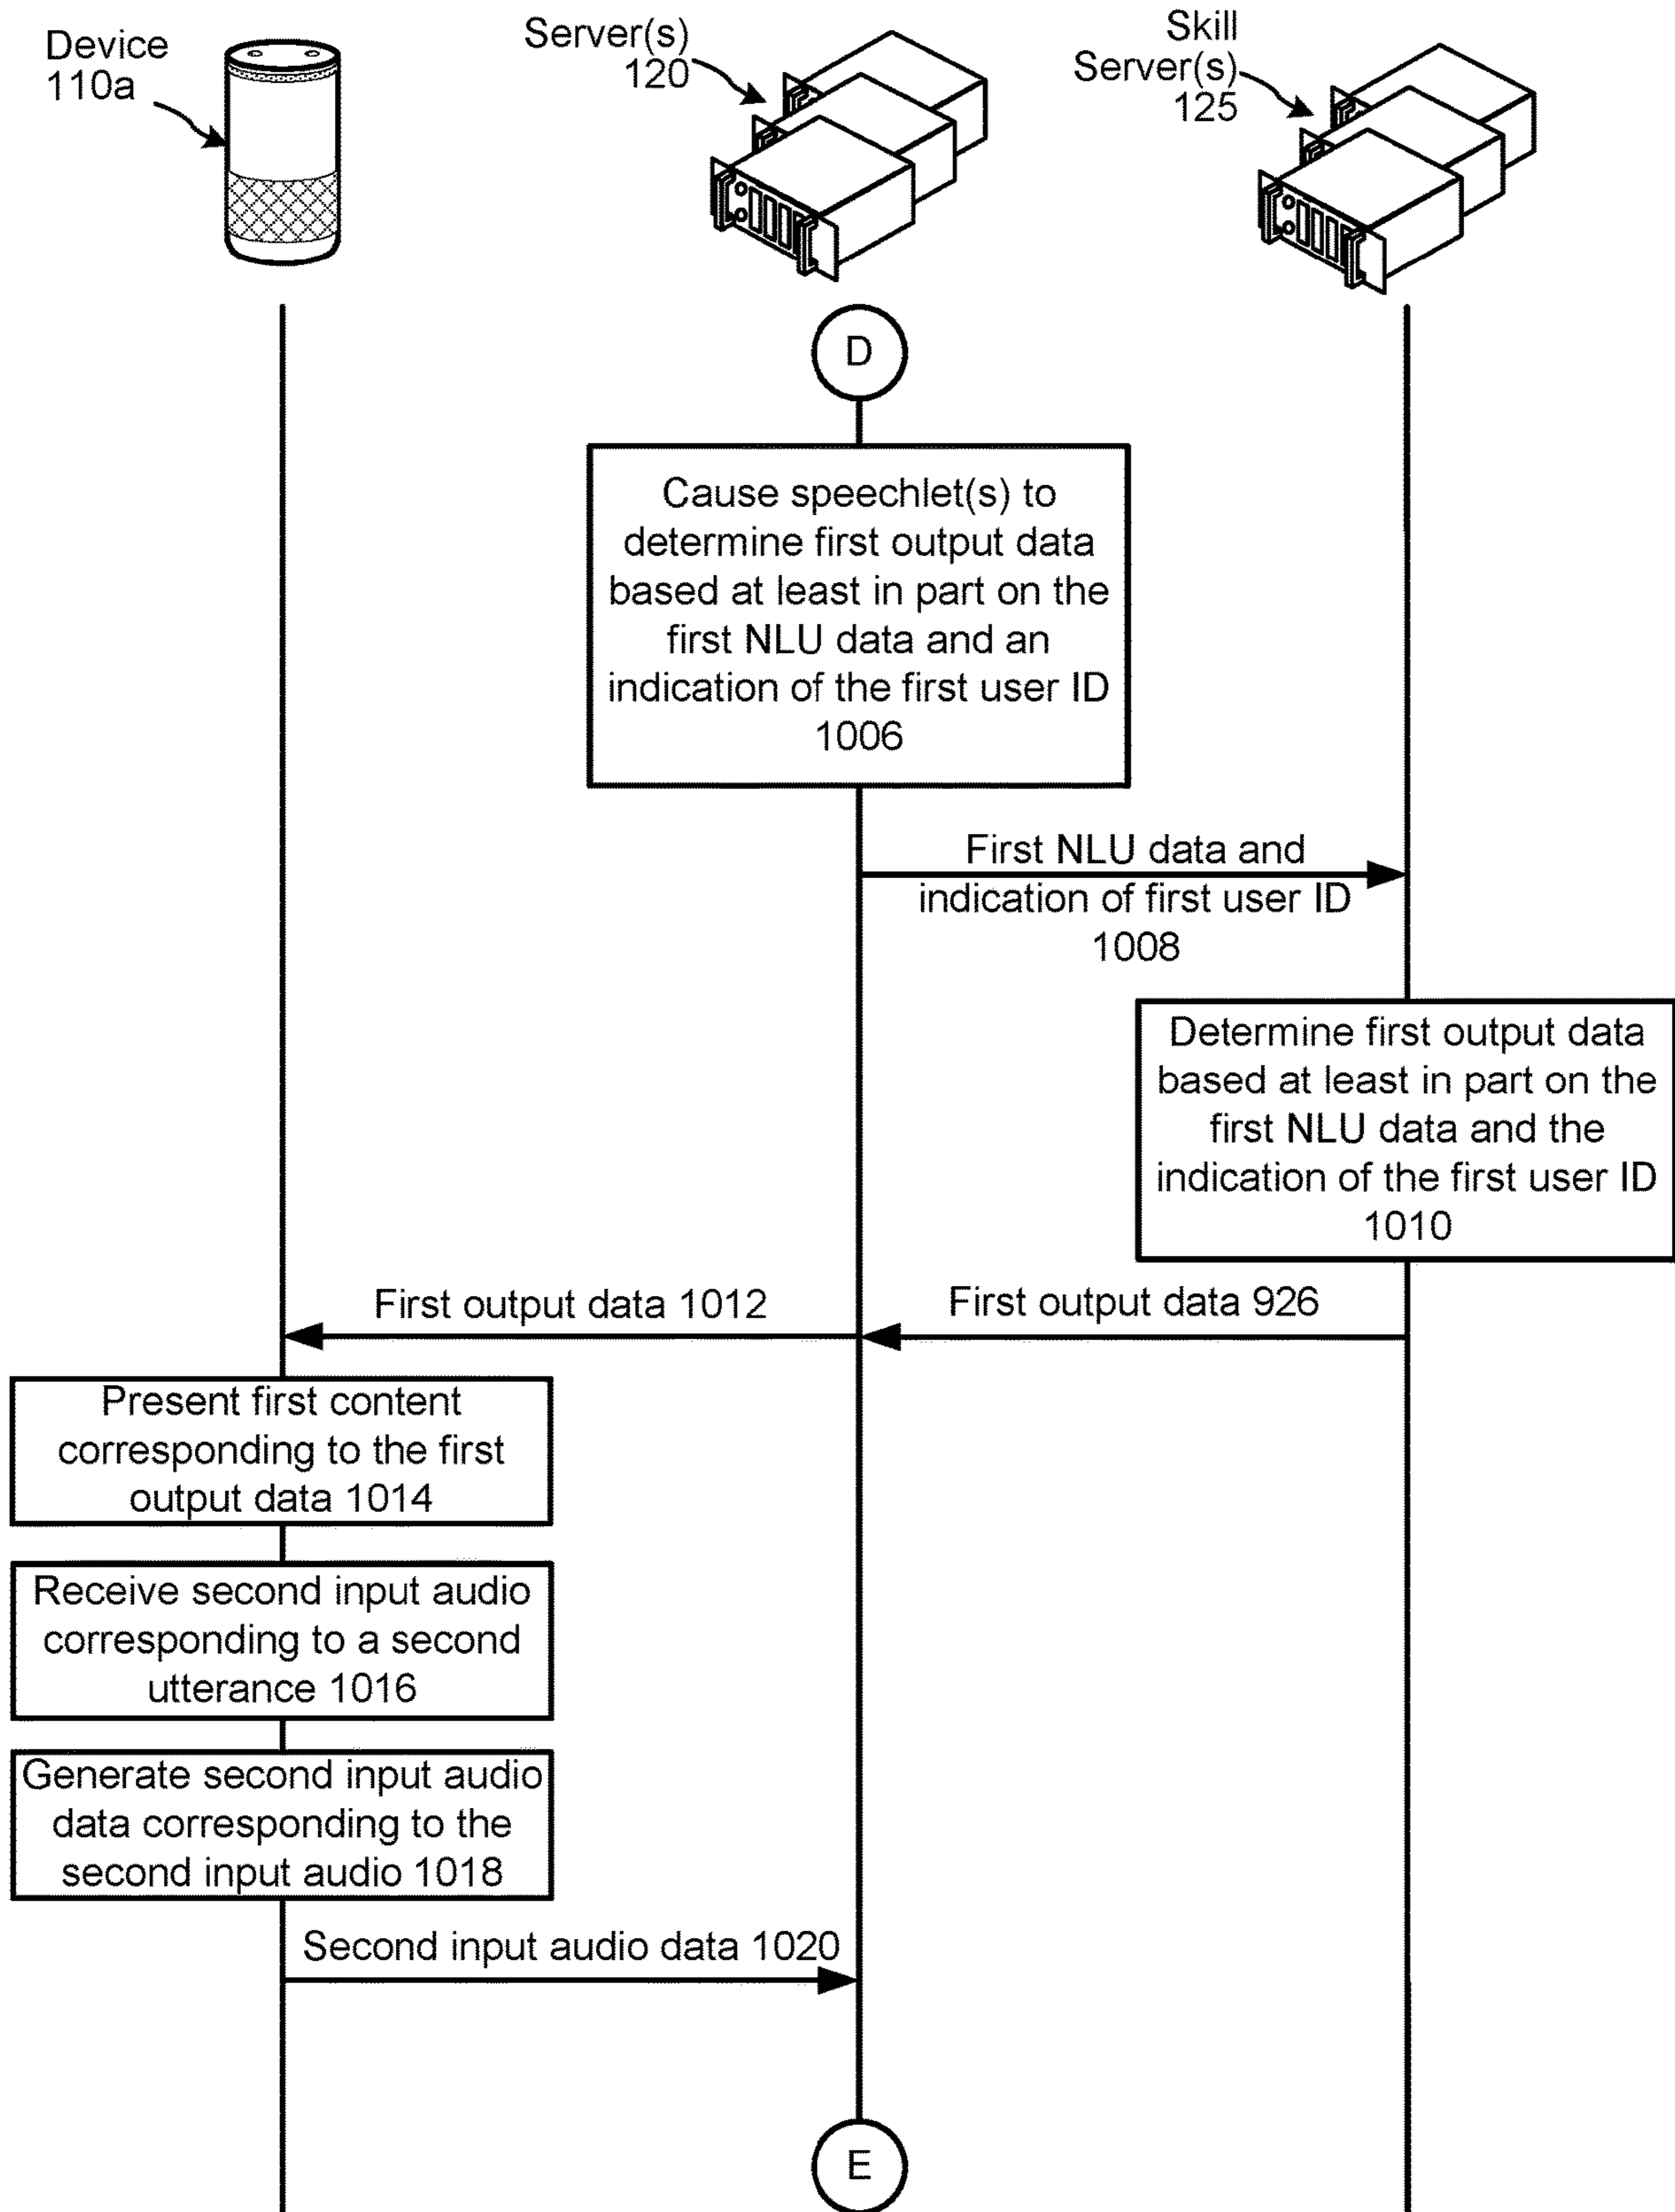 Device
110a
Server(s)
120
Skill
Server(s)
125
D
Cause speechlet(s) to
determine first output data
based at least in part on the
first NLU data and an
indication of the first user ID
1006
First NLU data and
indication of first user ID
1008
Determine first output data
based at least in part on the
first NLU data and the
indication of the first user ID
1010
First output data 1012
First output data 926
Present first content
corresponding to the first
output data 1014
Receive second input audio
corresponding to a second
utterance 1016
Generate second input audio
data corresponding to the
second input audio 1018
Second input audio data 1020
E